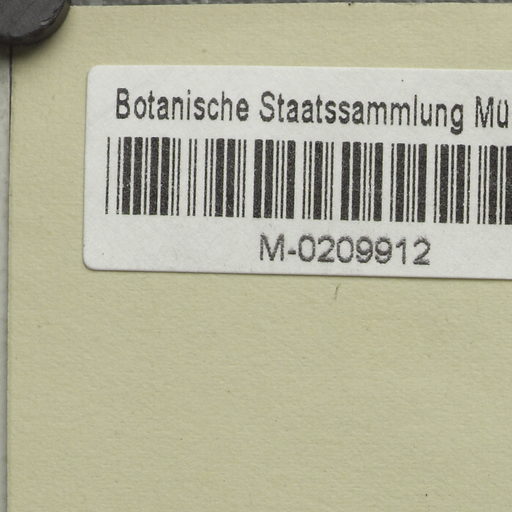 Botanische Staatssammlung Mü
M-0209912